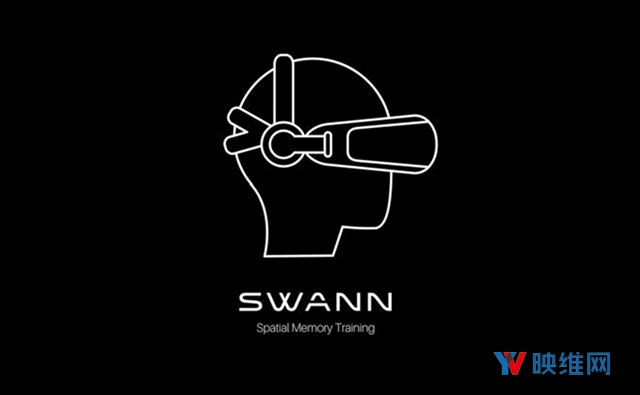 SWANN
Spatial Memory Training
映维网